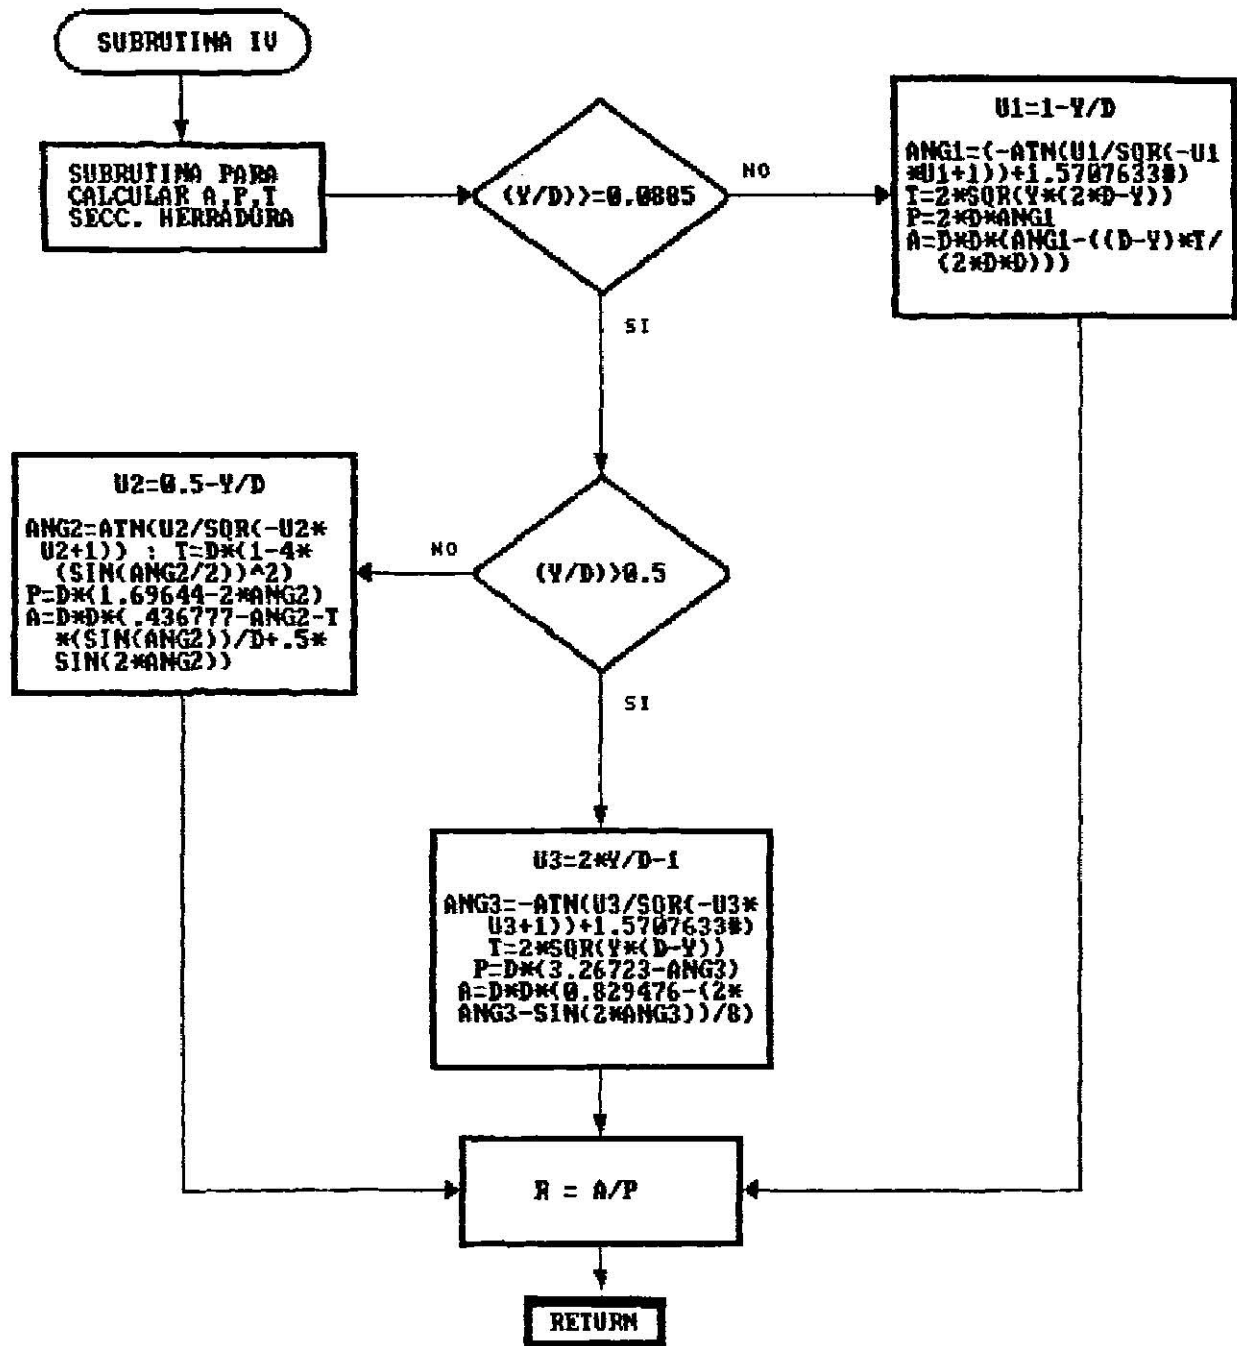 SUBRUTINA IV
SUBRUTINA PARA
CALCULAR A,P,T
SECC. HERRADURA
(Y/D)>=0.0885
NO
U1=1-Y/D
ANG1=(-ATN(U1/SQR(-U1
*U1+1))+1.5707633#)
T=2*SQR(Y*(2*D-Y))
P=2*D*ANG1
A=D*D*(ANG1-((D-Y)*T/
(2*D*D)))
SI
(Y/D)>0.5
NO
U2=0.5-Y/D
ANG2=ATN(U2/SQR(-U2*
U2+1)) : T=D*(1-4*
(SIN(ANG2/2))^2)
P=D*(1.69644-2*ANG2)
A=D*D*(.436777-ANG2-T
*(SIN(ANG2))/D+.5*
SIN(2*ANG2))
SI
U3=2*Y/D-1
ANG3=-ATN(U3/SQR(-U3*
U3+1))+1.5707633#)
T=2*SQR(Y*(D-Y))
P=D*(3.26723-ANG3)
A=D*D*(0.829476-(2*
ANG3-SIN(2*ANG3))/8)
R = A/P
RETURN